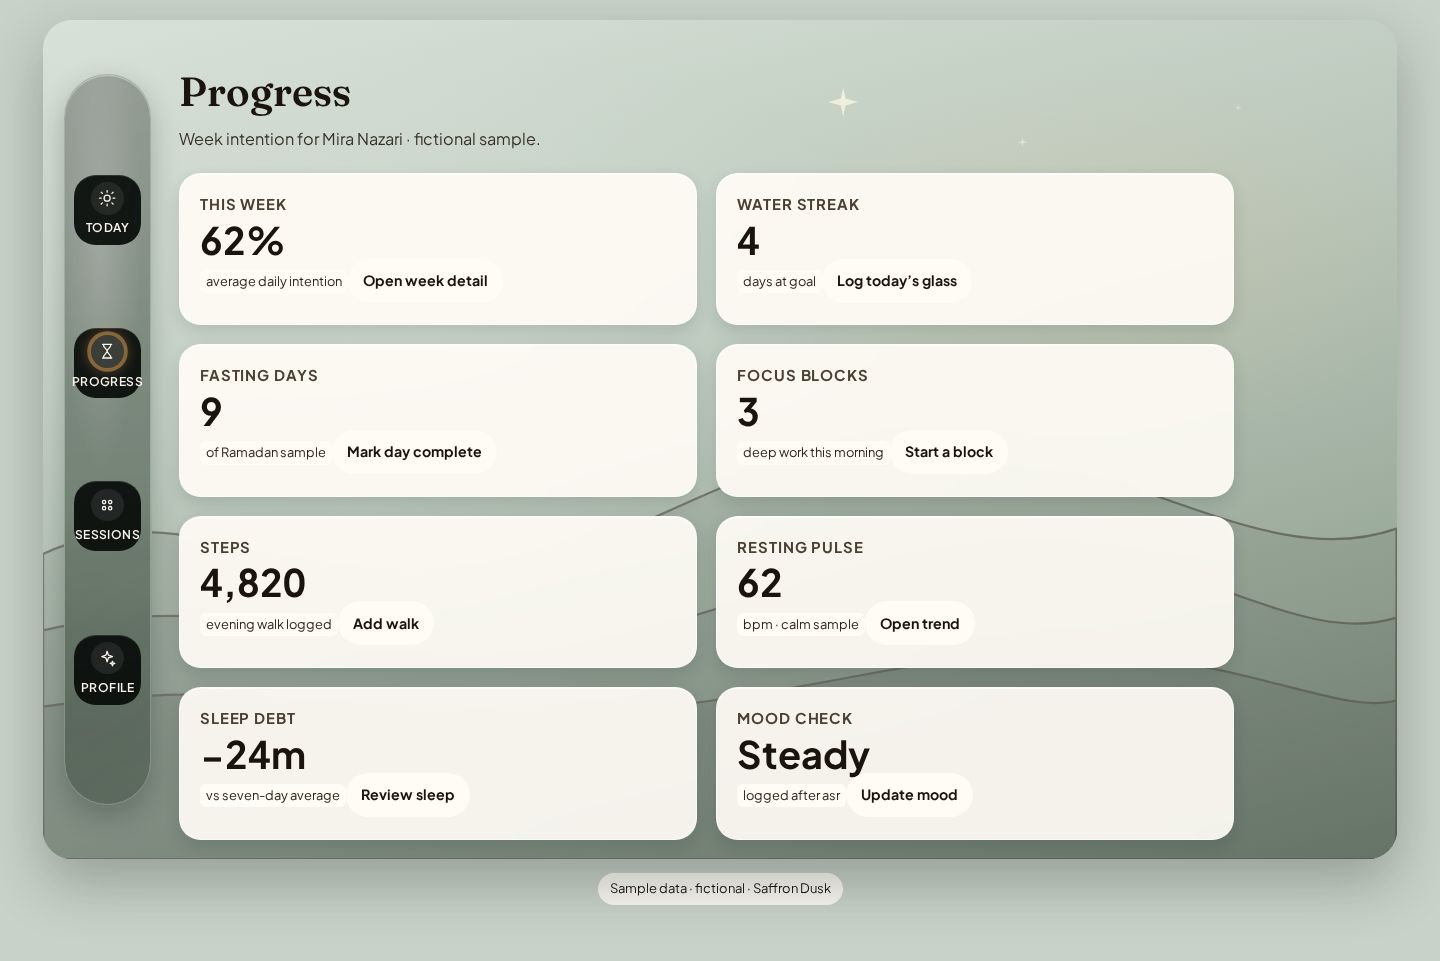 Progress
Week intention for Mira Nazari · fictional sample.
TODAY
PROGRESS
SESSIONS
PROFILE
THIS WEEK
62%
average daily intention Open week detail
WATER STREAK
4
days at goal Log today’s glass
FASTING DAYS
9
of Ramadan sample Mark day complete
FOCUS BLOCKS
3
deep work this morning Start a block
STEPS
4,820
evening walk logged Add walk
RESTING PULSE
62
bpm · calm sample Open trend
SLEEP DEBT
−24m
vs seven-day average Review sleep
MOOD CHECK
Steady
logged after asr Update mood
Sample data · fictional · Saffron Dusk